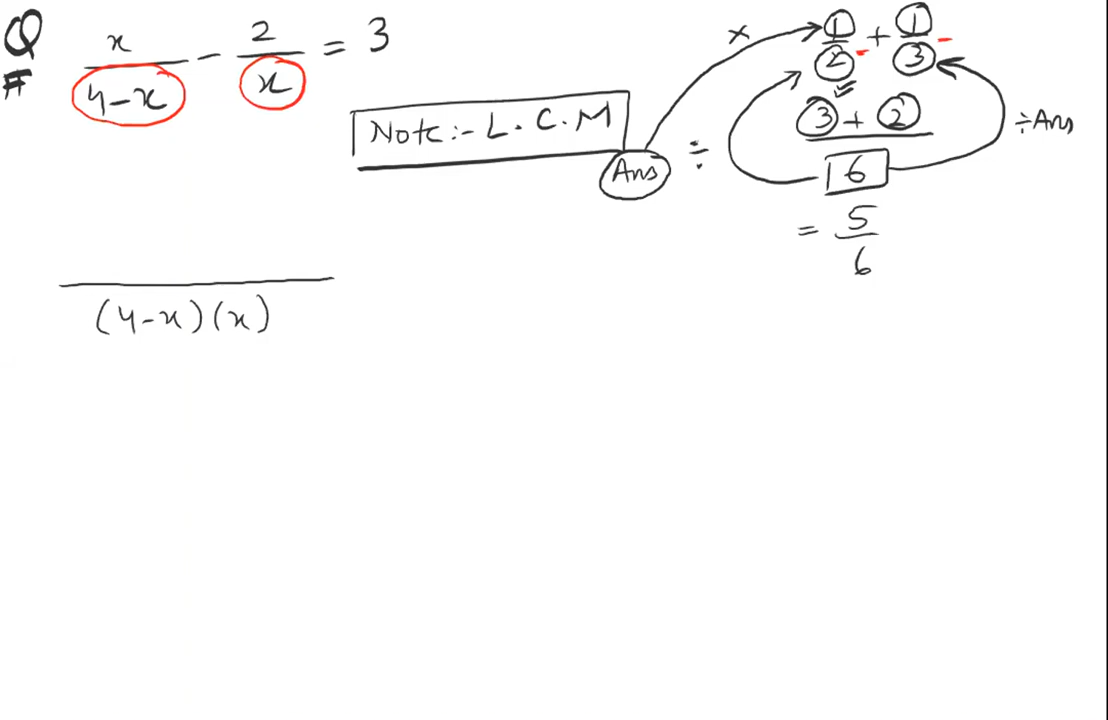 Q # x/(4-x) - 2/x = 3
Note:- L.C.M
Ans ÷
(4-x)(x)
× 1/2 + 1/3
3 + 2
6
÷Ans
= 5/6